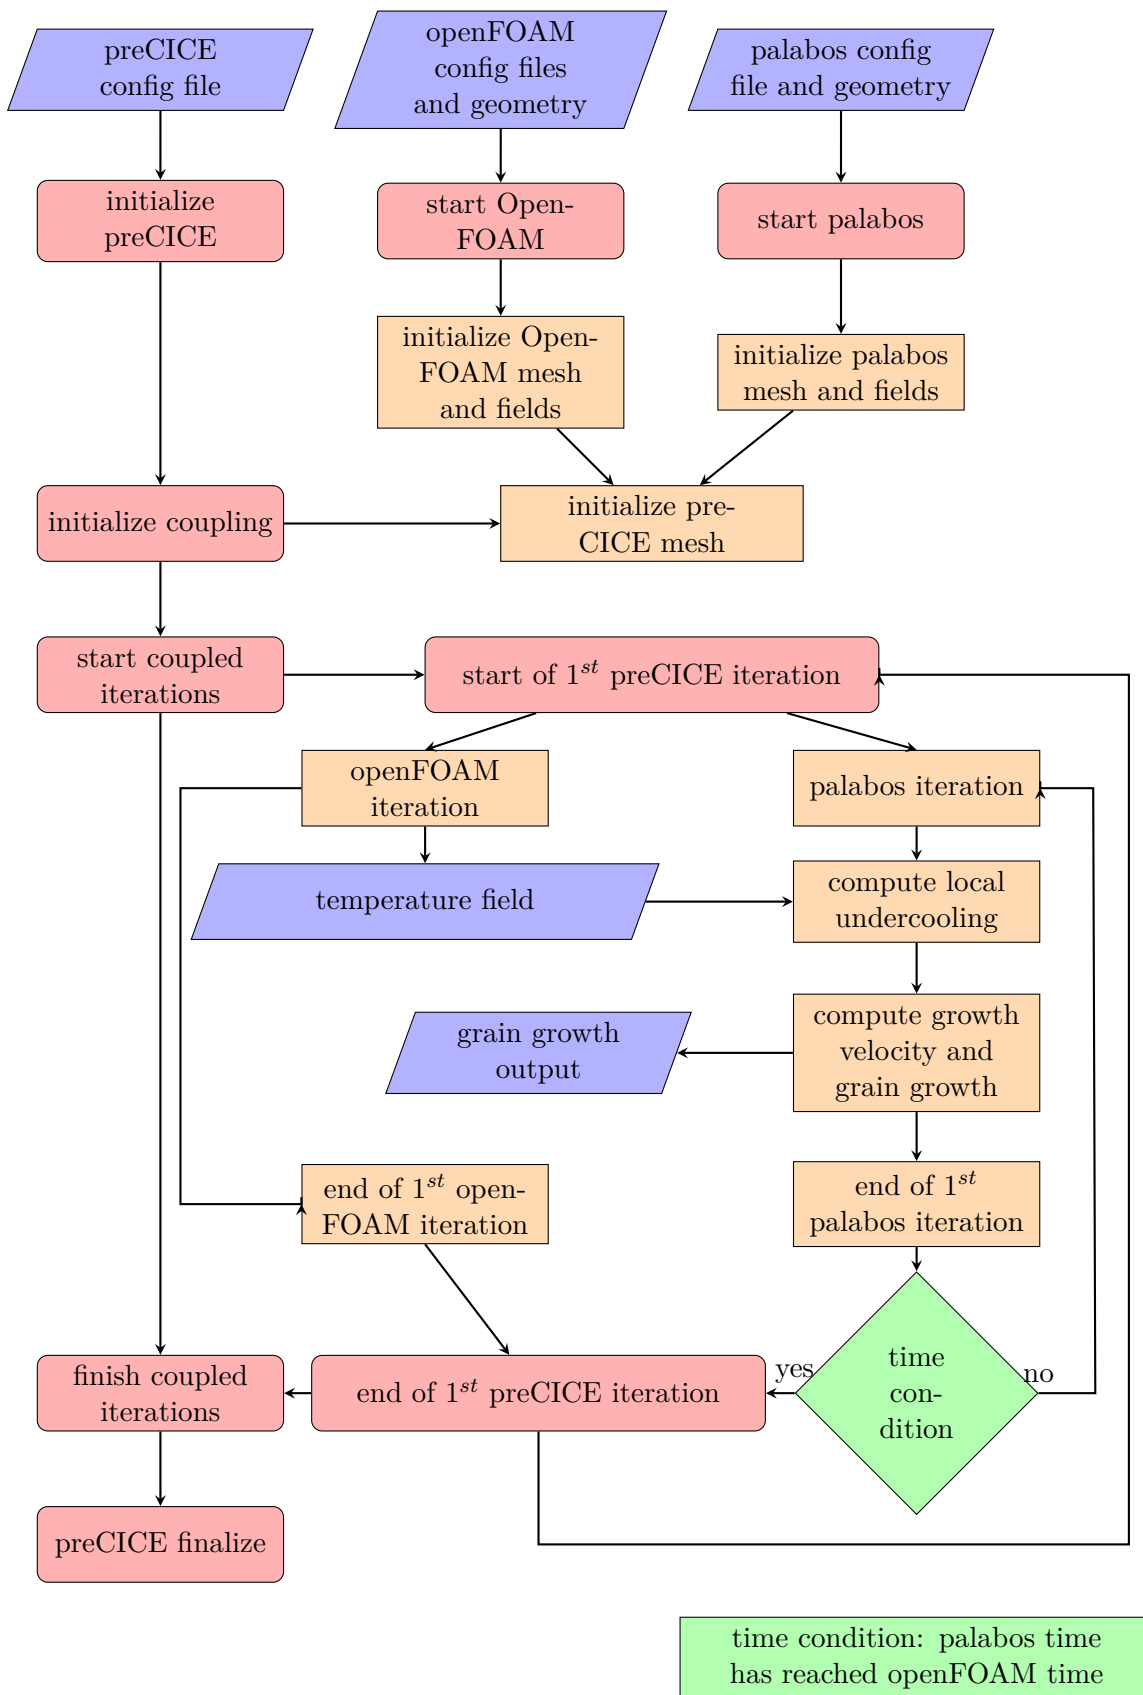 preCICE
config file
openFOAM
config files
and geometry
palabos config
file and geometry
initialize
preCICE
start Open-
FOAM
start palabos
initialize Open-
FOAM mesh
and fields
initialize palabos
mesh and fields
initialize coupling
initialize pre-
CICE mesh
start coupled
iterations
start of 1st preCICE iteration
openFOAM
iteration
palabos iteration
temperature field
compute local
undercooling
grain growth
output
compute growth
velocity and
grain growth
end of 1st open-
FOAM iteration
end of 1st
palabos iteration
finish coupled
iterations
end of 1st preCICE iteration
yes
time
con-
dition
no
preCICE finalize
time condition: palabos time
has reached openFOAM time